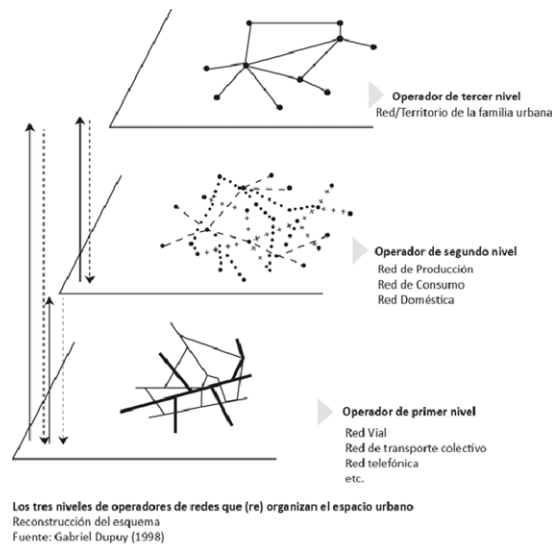 Operador de tercer nivel
Red/Territorio de la familia urbana
Operador de segundo nivel
Red de Producción
Red de Consumo
Red Doméstica
Operador de primer nivel
Red Vial
Red de transporte colectivo
Red telefónica
etc.
Los tres niveles de operadores de redes que (re) organizan el espacio urbano
Reconstrucción del esquema
Fuente: Gabriel Dupuy (1998)